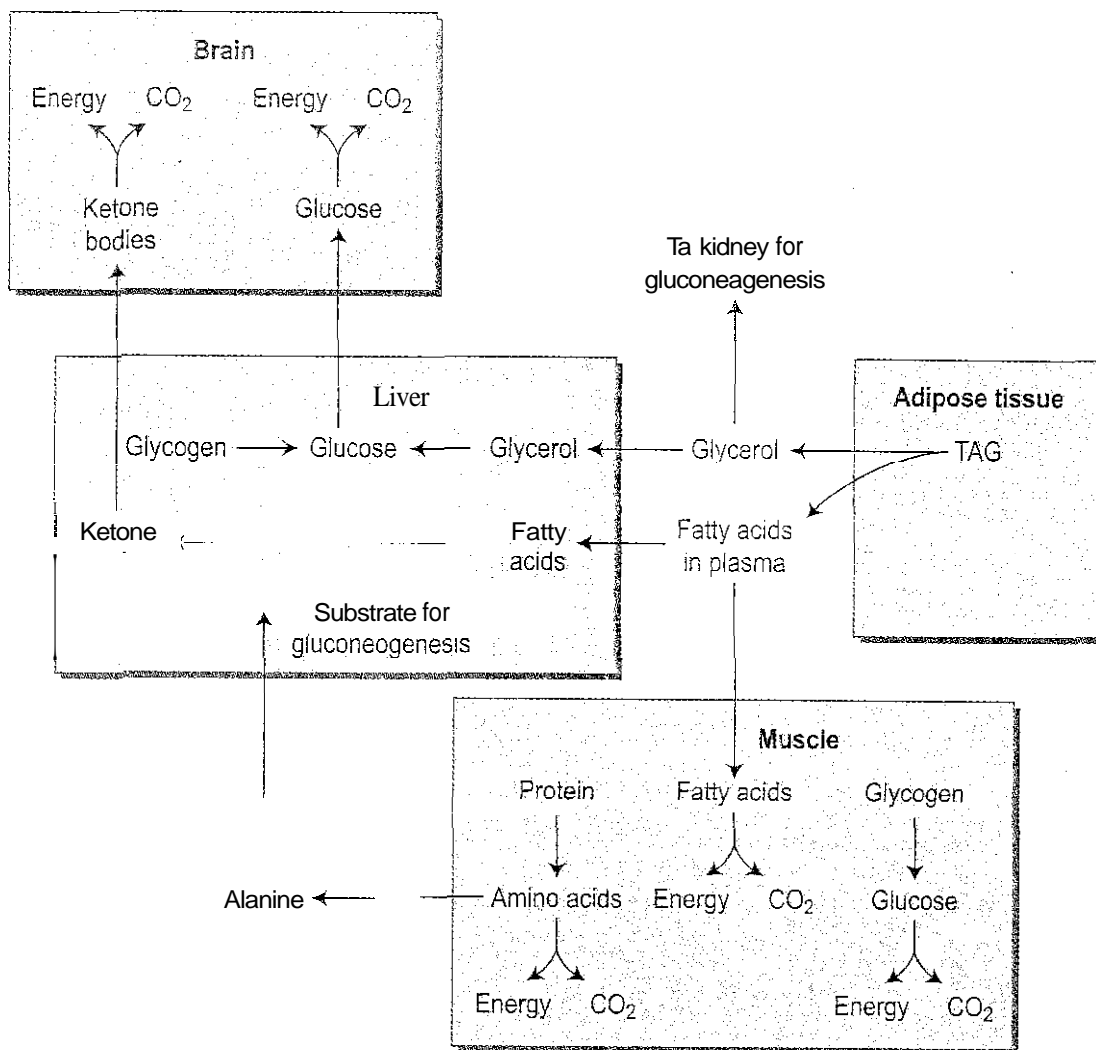 Brain
Energy CO₂ Energy CO₂
Ketone
bodies
Glucose
Ta kidney for
gluconeagenesis
Liver
Adipose tissue
Glycogen Glucose Glycerol Glycerol TAG
Ketone
Fatty
acids
Fatty acids
in plasma
Substrate for
gluconeogenesis
Muscle
Protein Fatty acids Glycogen
Alanine Amino acids Energy CO₂ Glucose
Energy CO₂ Energy CO₂